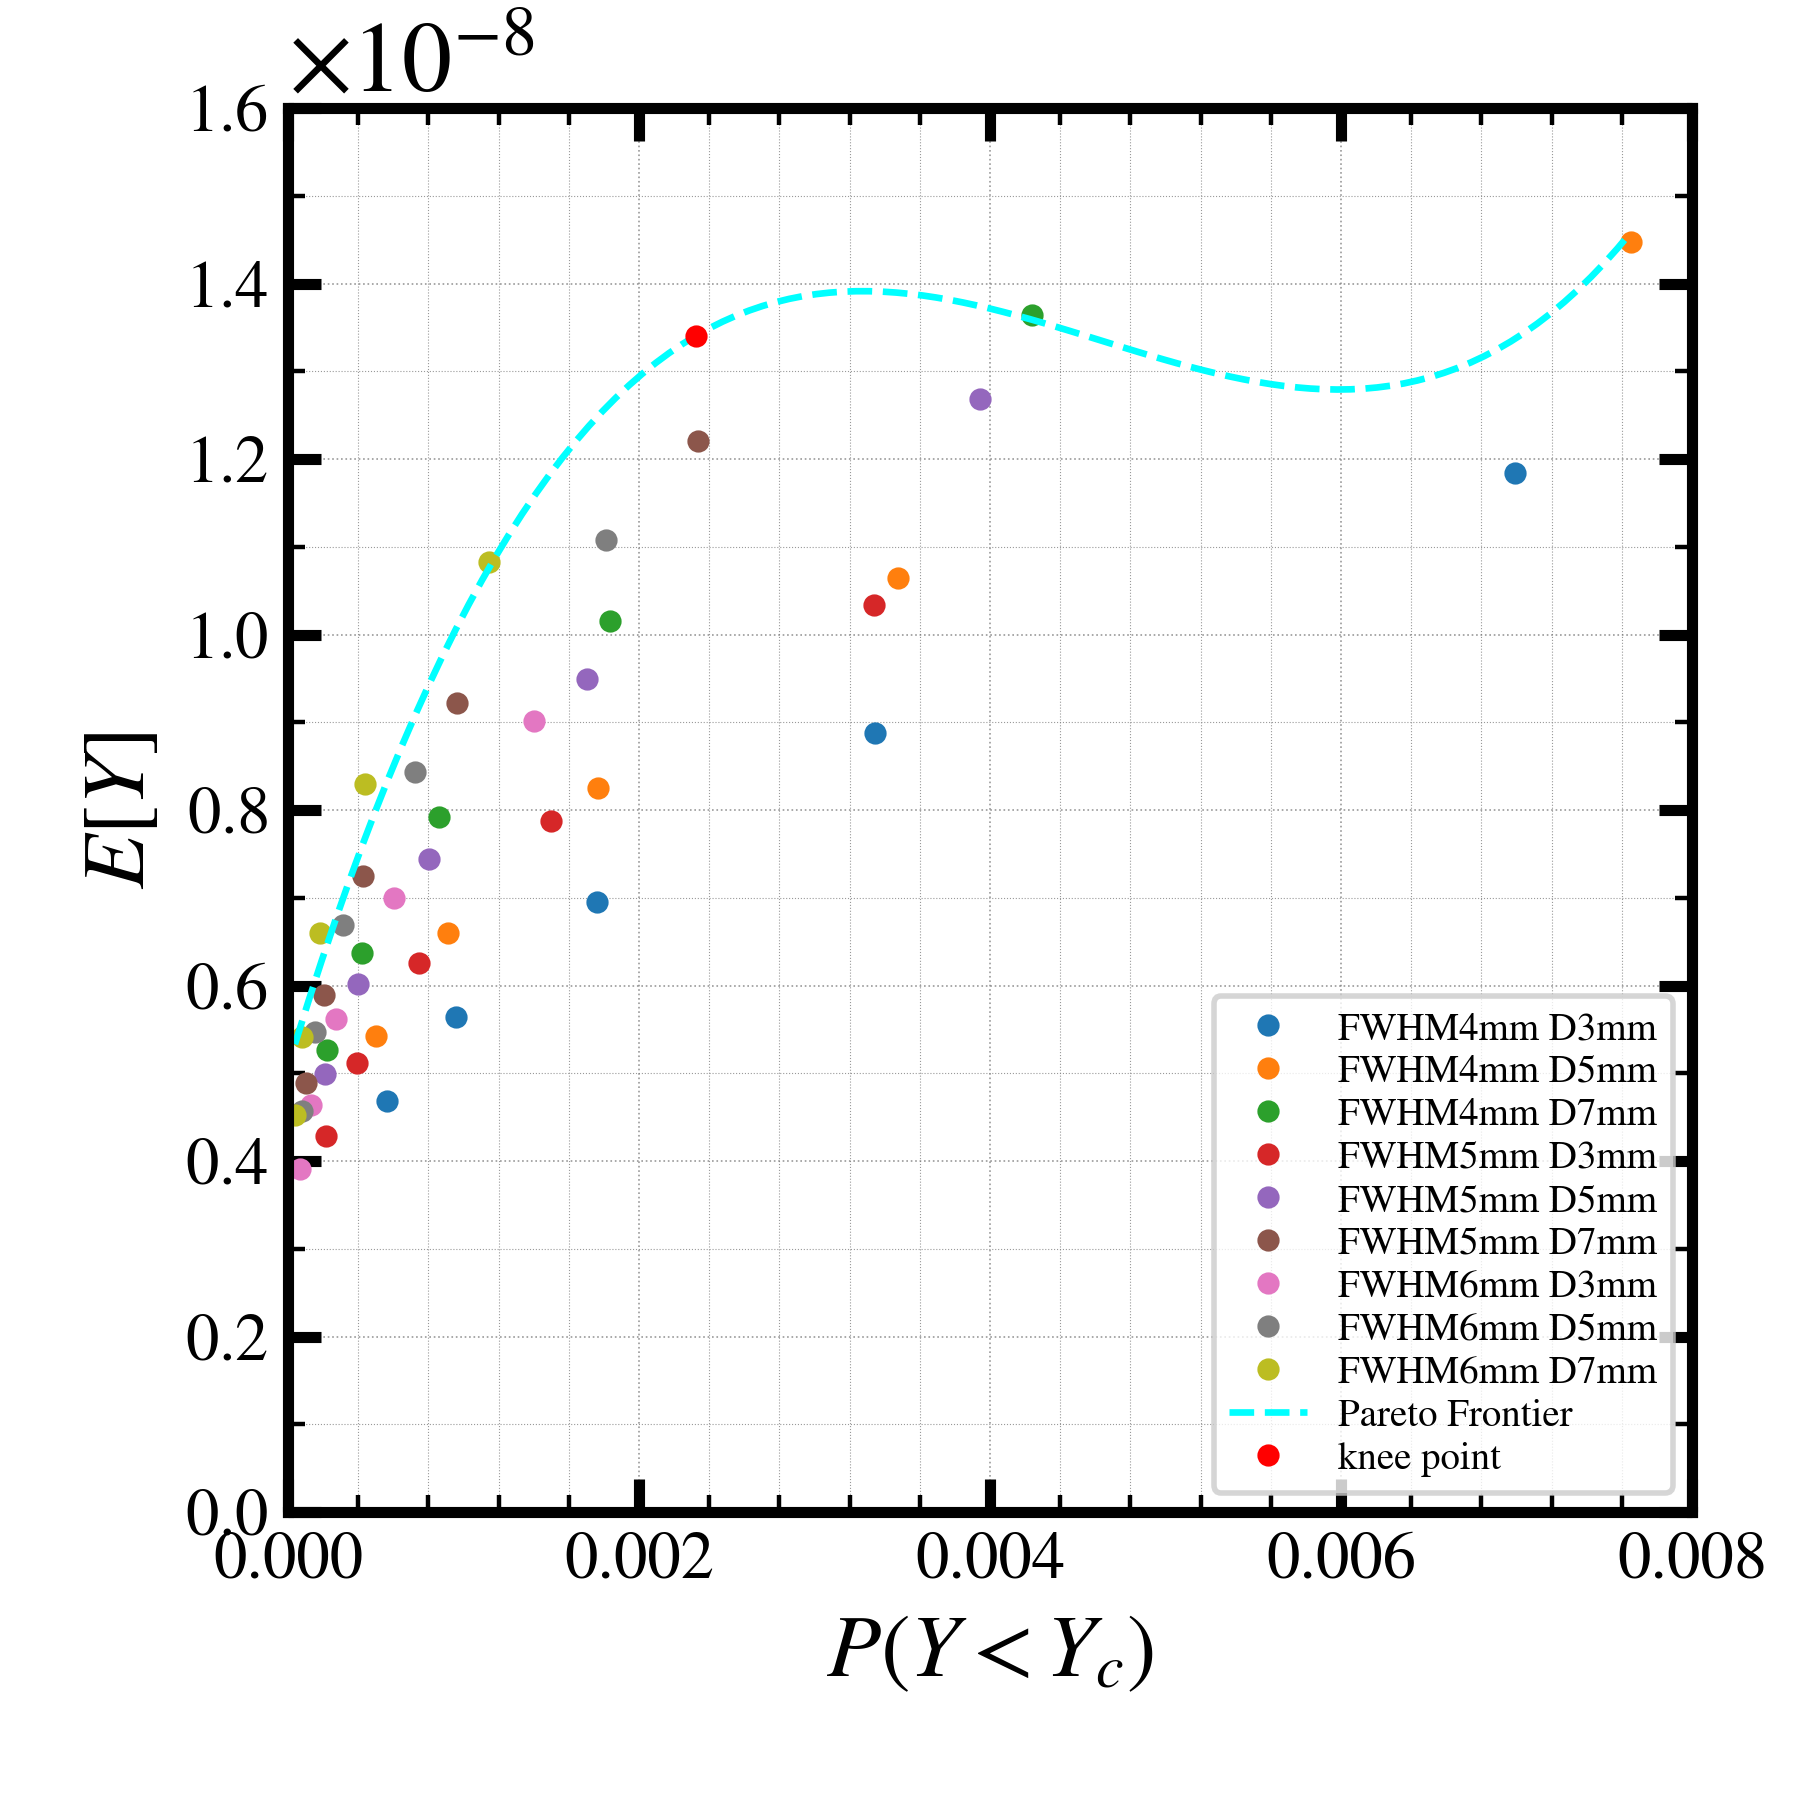 ×10⁻⁸
1.6
1.4
1.2
1.0
0.8
0.6
0.4
0.2
0.0
E[Y]
FWHM4mm D3mm
FWHM4mm D5mm
FWHM4mm D7mm
FWHM5mm D3mm
FWHM5mm D5mm
FWHM5mm D7mm
FWHM6mm D3mm
FWHM6mm D5mm
FWHM6mm D7mm
Pareto Frontier
knee point
0.000 0.002 0.004 0.006 0.008
P(Y < Y_c)